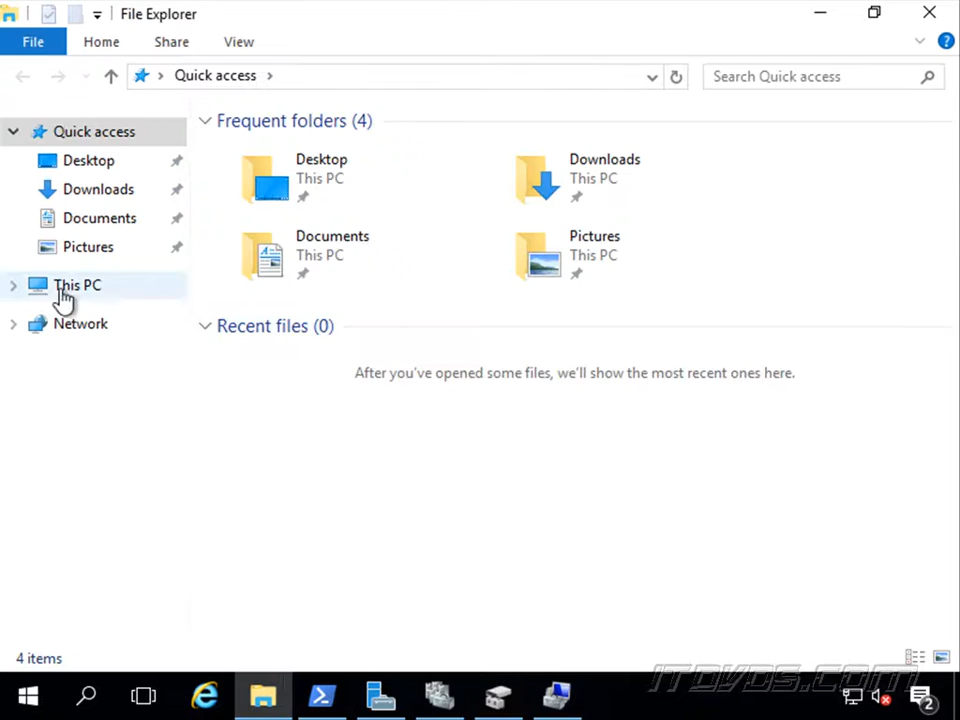 File Explorer
File Home Share View
Quick access
Search Quick access
Quick access
Desktop
Downloads
Documents
Pictures
This PC
Network
Frequent folders (4)
Desktop
This PC
Downloads
This PC
Documents
This PC
Pictures
This PC
Recent files (0)
After you've opened some files, we'll show the most recent ones here.
4 items
ITDVDS.COM
2